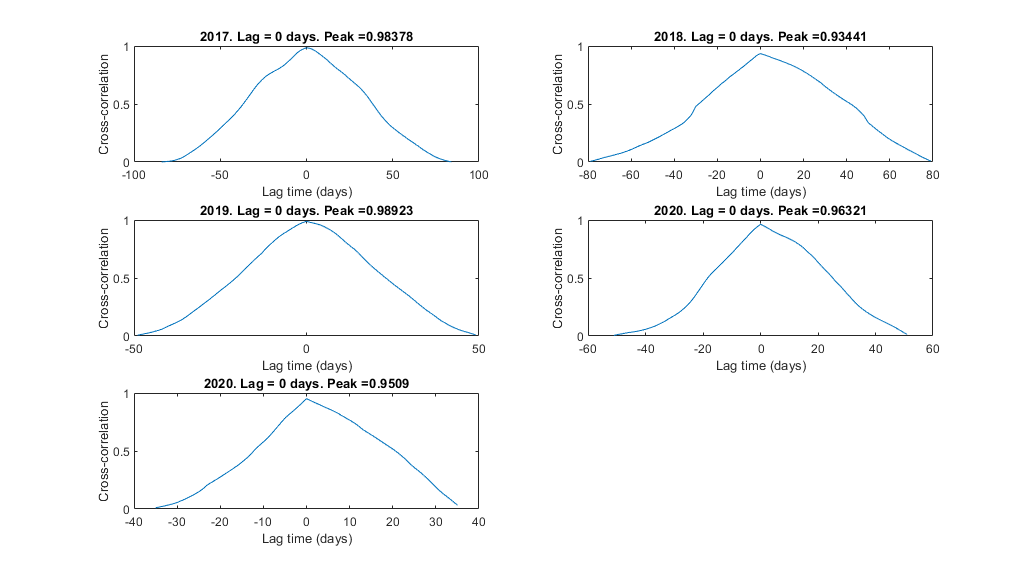 2017. Lag = 0 days. Peak =0.98378
Cross-correlation
1
0.5
0
-100 -50 0 50 100
Lag time (days)
2018. Lag = 0 days. Peak =0.93441
Cross-correlation
1
0.5
0
-80 -60 -40 -20 0 20 40 60 80
Lag time (days)
2019. Lag = 0 days. Peak =0.98923
Cross-correlation
1
0.5
0
-50 0 50
Lag time (days)
2020. Lag = 0 days. Peak =0.96321
Cross-correlation
1
0.5
0
-60 -40 -20 0 20 40 60
Lag time (days)
2020. Lag = 0 days. Peak =0.9509
Cross-correlation
1
0.5
0
-40 -30 -20 -10 0 10 20 30 40
Lag time (days)